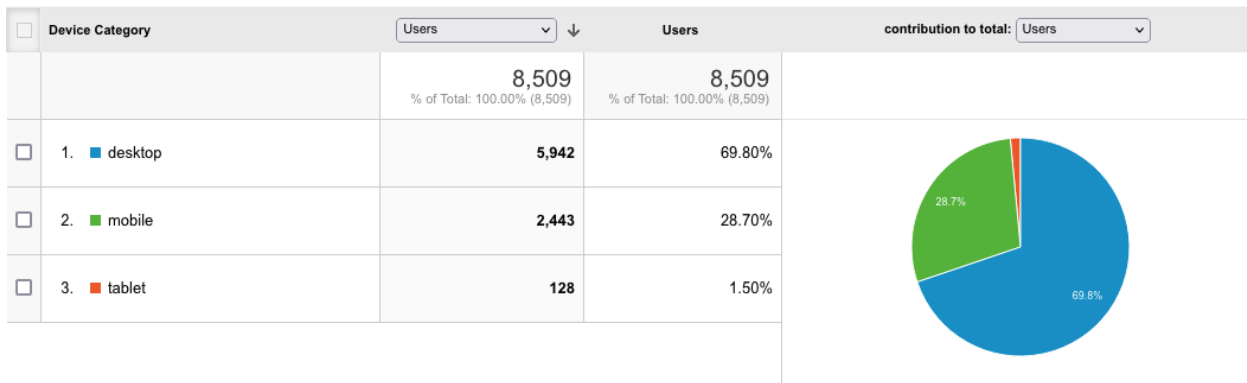 Device Category Users Users contribution to total: Users
8,509 8,509
% of Total: 100.00% (8,509) % of Total: 100.00% (8,509)
1. desktop 5,942 69.80%
2. mobile 2,443 28.70%
3. tablet 128 1.50%
28.7%
69.8%